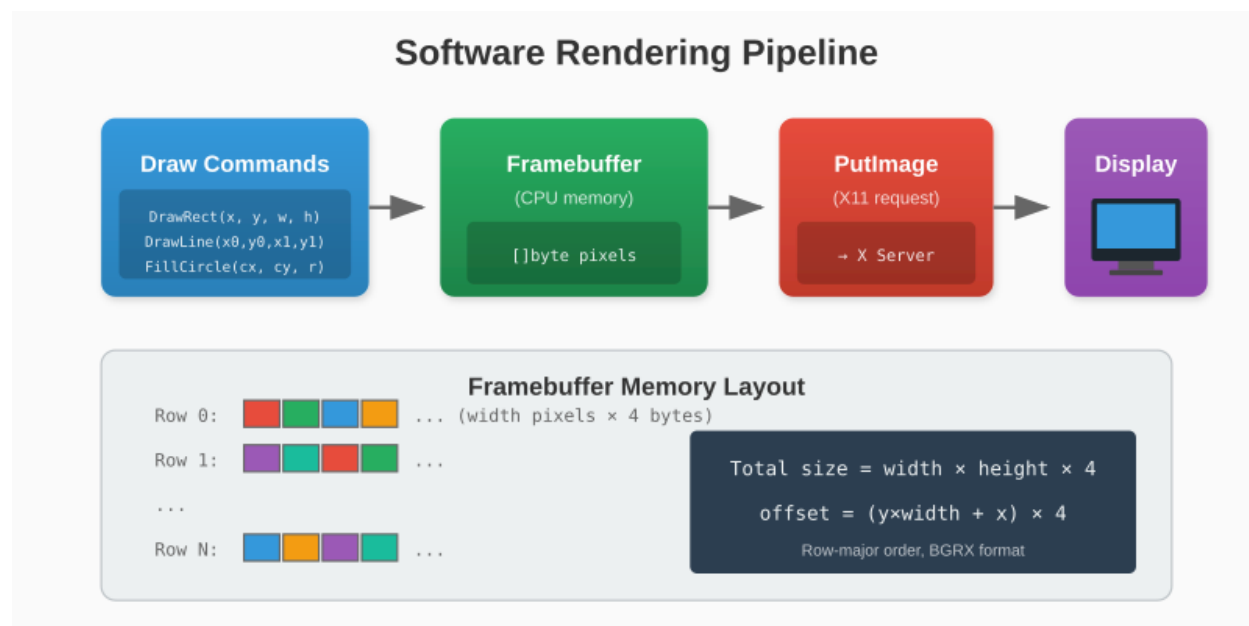 Software Rendering Pipeline
Draw Commands
DrawRect(x, y, w, h)
DrawLine(x0,y0,x1,y1)
FillCircle(cx, cy, r)
Framebuffer
(CPU memory)
[]byte pixels
PutImage
(X11 request)
→ X Server
Display
Framebuffer Memory Layout
Row 0: ... (width pixels × 4 bytes)
Row 1: ...
...
Row N: ...
Total size = width × height × 4
offset = (y×width + x) × 4
Row-major order, BGRX format